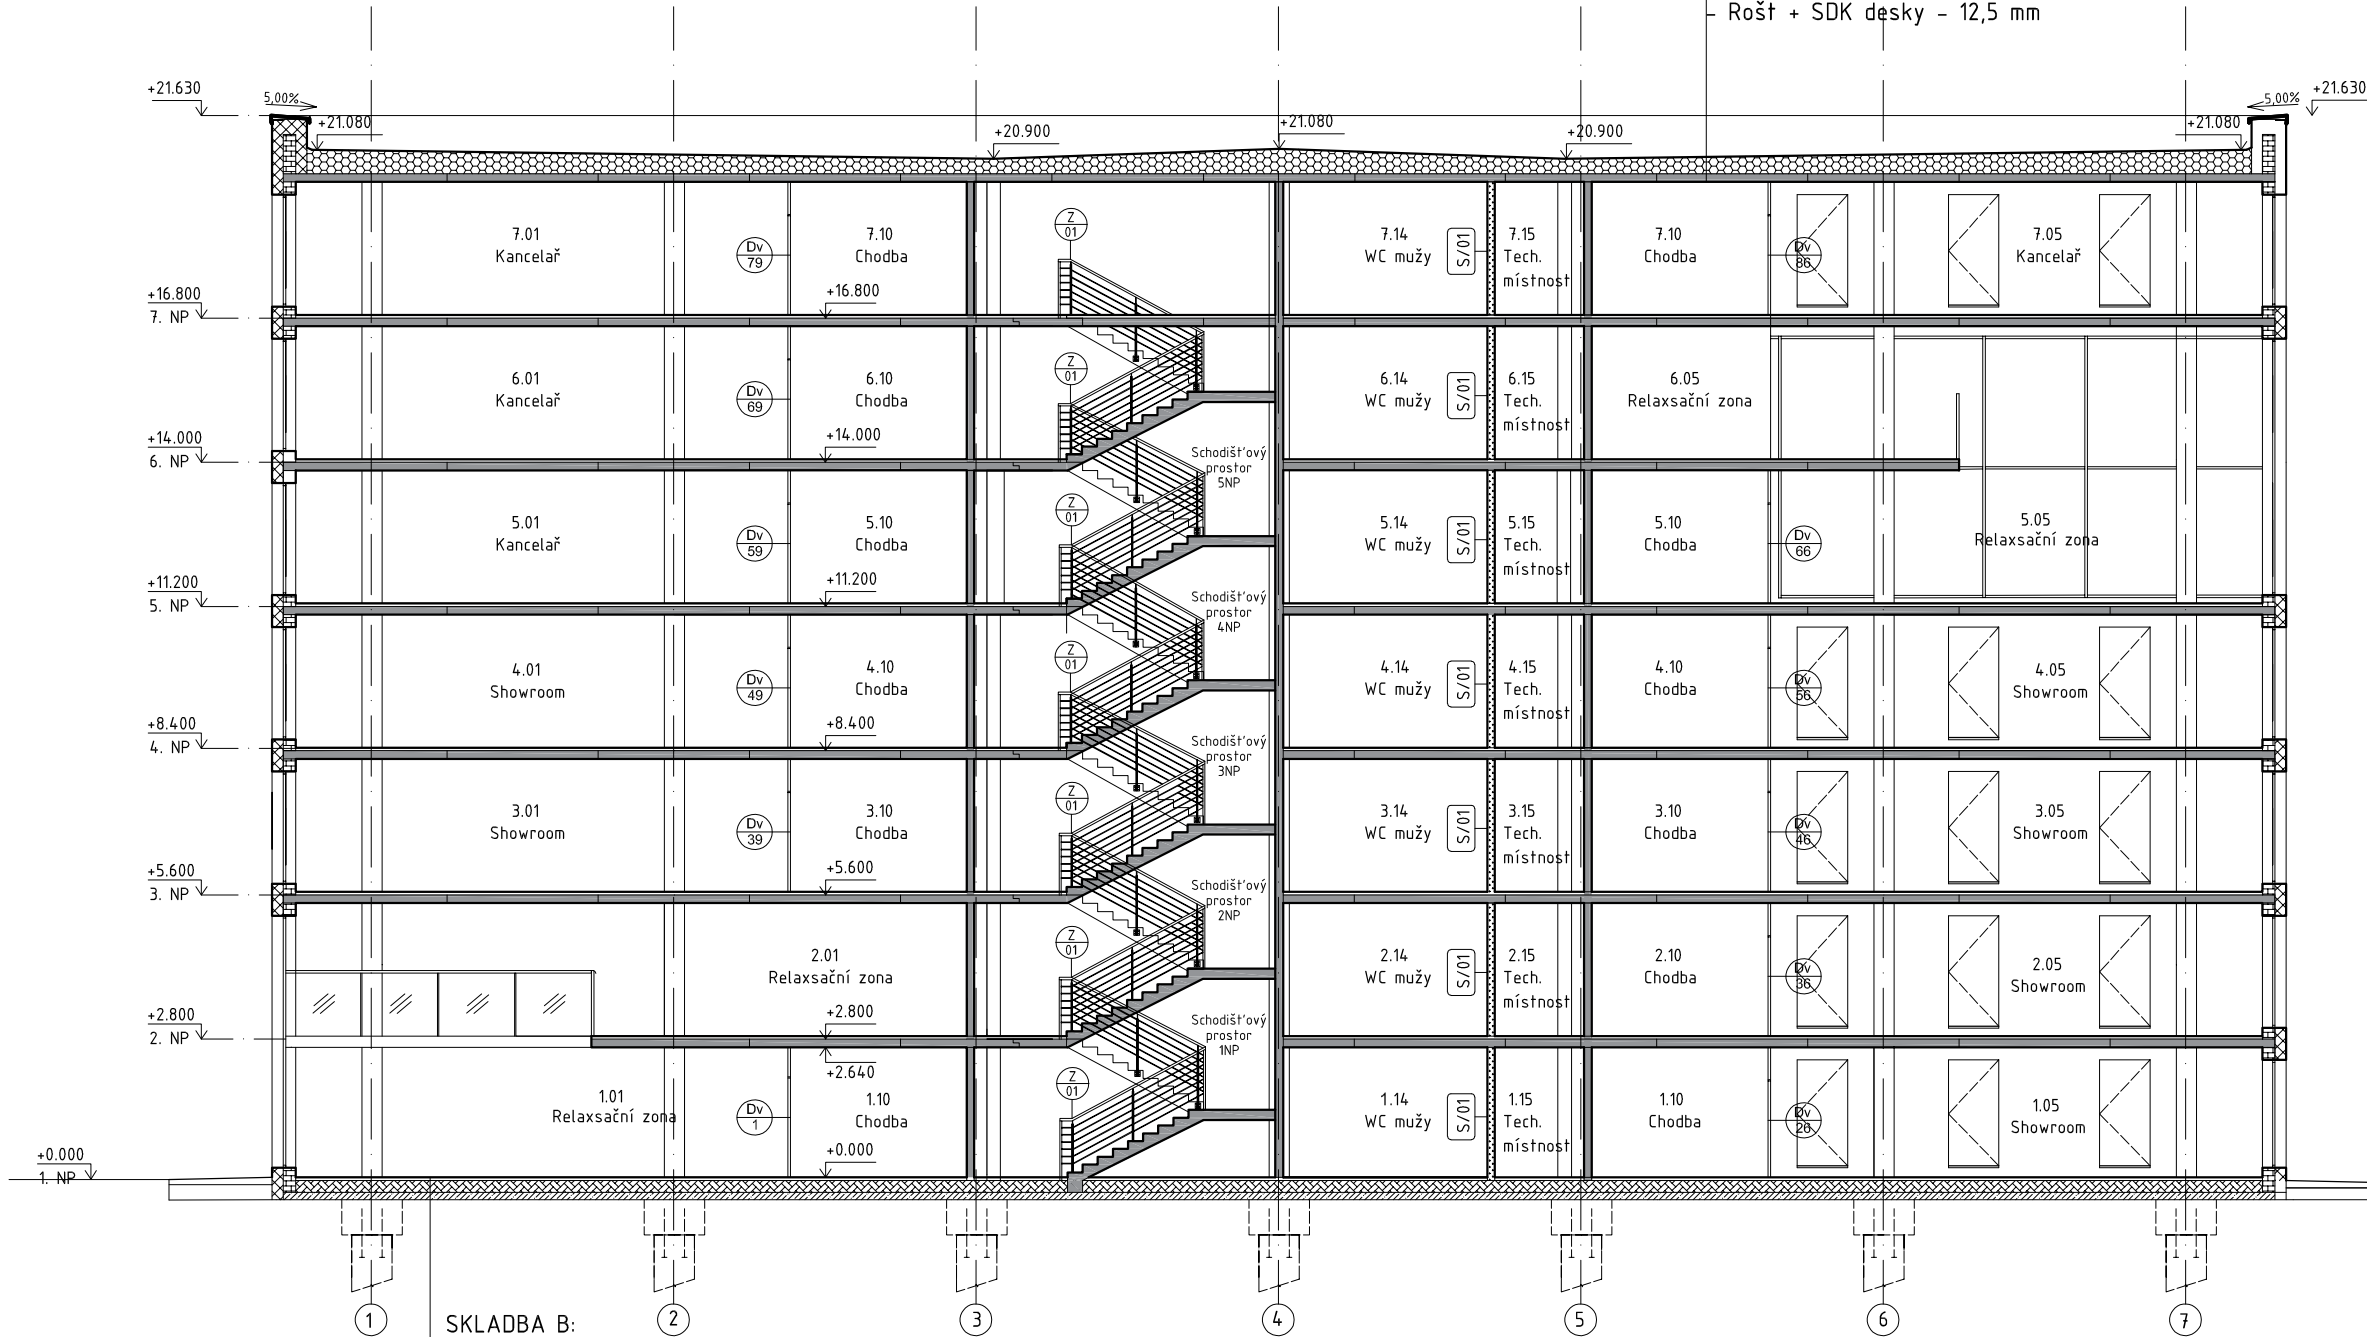 - Rošt + SDK desky - 12,5 mm
+21.630
5,00%
+21.080
+20.900
+21.080
+20.900
+21.080
5,00%
+21.630
7.01
Kancelař
Dv
79
7.10
Chodba
Z
01
7.14
WC mužy
S/01
7.15
Tech.
místnost
7.10
Chodba
Dv
86
7.05
Kancelař
+16.800
7. NP
+16.800
6.01
Kancelař
Dv
69
6.10
Chodba
Z
01
6.14
WC mužy
S/01
6.15
Tech.
místnost
6.05
Relaxsační zona
+14.000
6. NP
+14.000
Schodišťový
prostor
5NP
5.01
Kancelař
Dv
59
5.10
Chodba
Z
01
5.14
WC mužy
S/01
5.15
Tech.
místnost
5.10
Chodba
Dv
66
5.05
Relaxsační zona
+11.200
5. NP
+11.200
Schodišťový
prostor
4NP
4.01
Showroom
Dv
49
4.10
Chodba
Z
01
4.14
WC mužy
S/01
4.15
Tech.
místnost
4.10
Chodba
Dv
56
4.05
Showroom
+8.400
4. NP
+8.400
Schodišťový
prostor
3NP
3.01
Showroom
Dv
39
3.10
Chodba
Z
01
3.14
WC mužy
S/01
3.15
Tech.
místnost
3.10
Chodba
Dv
46
3.05
Showroom
+5.600
3. NP
+5.600
Schodišťový
prostor
2NP
2.01
Relaxsační zona
Z
01
2.14
WC mužy
S/01
2.15
Tech.
místnost
2.10
Chodba
Dv
36
2.05
Showroom
+2.800
2. NP
+2.800
+2.640
Schodišťový
prostor
1NP
1.01
Relaxsační zona
Dv
1
1.10
Chodba
Z
01
1.14
WC mužy
S/01
1.15
Tech.
místnost
1.10
Chodba
Dv
26
1.05
Showroom
+0.000
1. NP
+0.000
1
2
3
4
5
6
7
SKLADBA B: